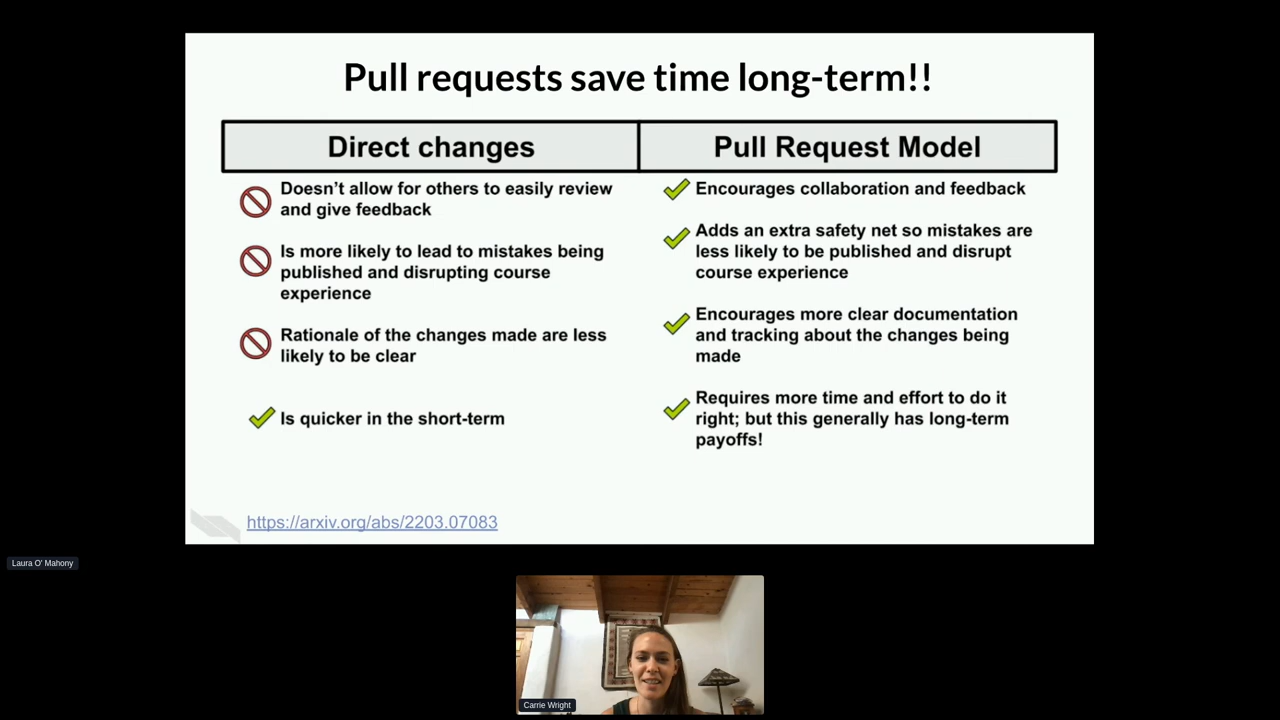 Pull requests save time long-term!!
Direct changes
Pull Request Model
Doesn't allow for others to easily review
and give feedback
Is more likely to lead to mistakes being
published and disrupting course
experience
Rationale of the changes made are less
likely to be clear
Is quicker in the short-term
Encourages collaboration and feedback
Adds an extra safety net so mistakes are
less likely to be published and disrupt
course experience
Encourages more clear documentation
and tracking about the changes being
made
Requires more time and effort to do it
right; but this generally has long-term
payoffs!
https://arxiv.org/abs/2203.07083
Laura O' Mahony
Carrie Wright